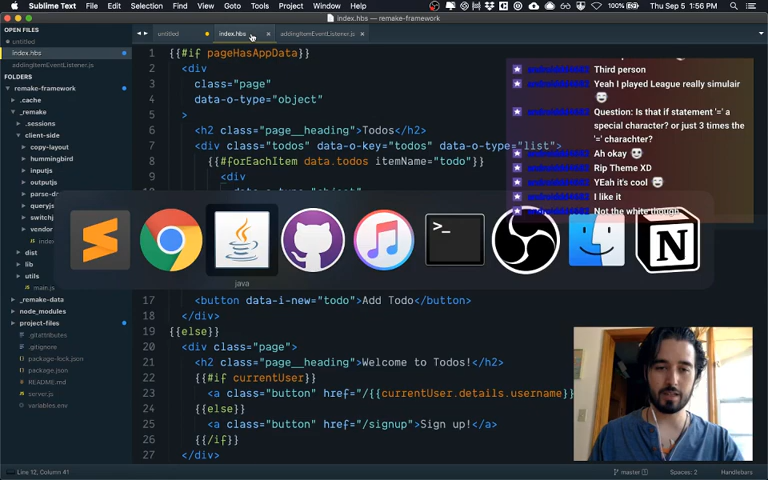 Sublime Text File Edit Selection Find View Goto Tools Project Window Help 100% Thu Sep 5 1:56 PM
index.hbs — remake-framework
OPEN FILES
untitled
index.hbs
addingItemEventListener.js
FOLDERS
remake-framework
.cache
_remake
.sessions
client-side
copy-layout
hummingbird
inputjs
outputjs
parse-da
queryjs
switchj
vendor
index
dist
lib
utils
main.j
_remake-data
node_modules
project-files
.gitattributes
.gitignore
package-lock.json
package.json
README.md
server.js
variables.env
untitled index.hbs addingItemEventListener.js
1 {{#if pageHasAppData}}
2 <div
3 class="page"
4 data-o-type="object"
5 >
6 <h2 class="page__heading">Todos</h2>
7 <div class="todos" data-o-key="todos" data-o-type="list">
8 {{#forEachItem data.todos itemName="todo"}}
9 <div
17 <button data-i-new="todo">Add Todo</button>
18 </div>
19 {{else}}
20 <div class="page">
21 <h2 class="page__heading">Welcome to Todos!</h2>
22 {{#if currentUser}}
23 <a class="button" href="/{{currentUser.details.username}}
24 {{else}}
25 <a class="button" href="/signup">Sign up!</a>
26 {{/if}}
27 </div>
Third person
Yeah I played League really simulair
Question: Is that if statement '=' a
special character? or just 3 times the
'=' charachter?
Ah okay
Rip Theme XD
YEah it's cool
I like it
Not the white though
java
Line 12, Column 41
master Spaces: 2 Handlebars